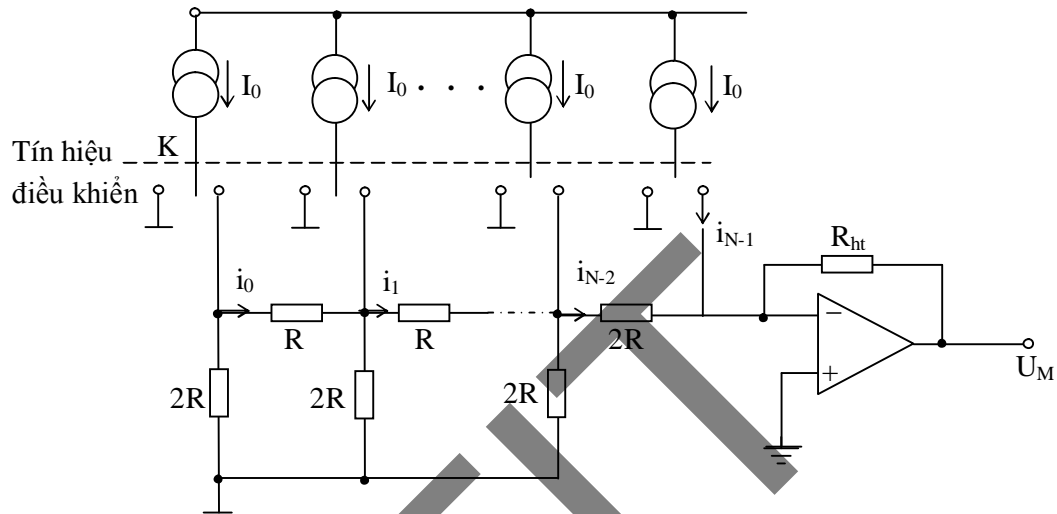 I0 I0 . . . I0 I0
Tín hiệu K
điều khiển
iN-1
Rht
i0 i1 iN-2
R R 2R
− +
UM
2R 2R 2R